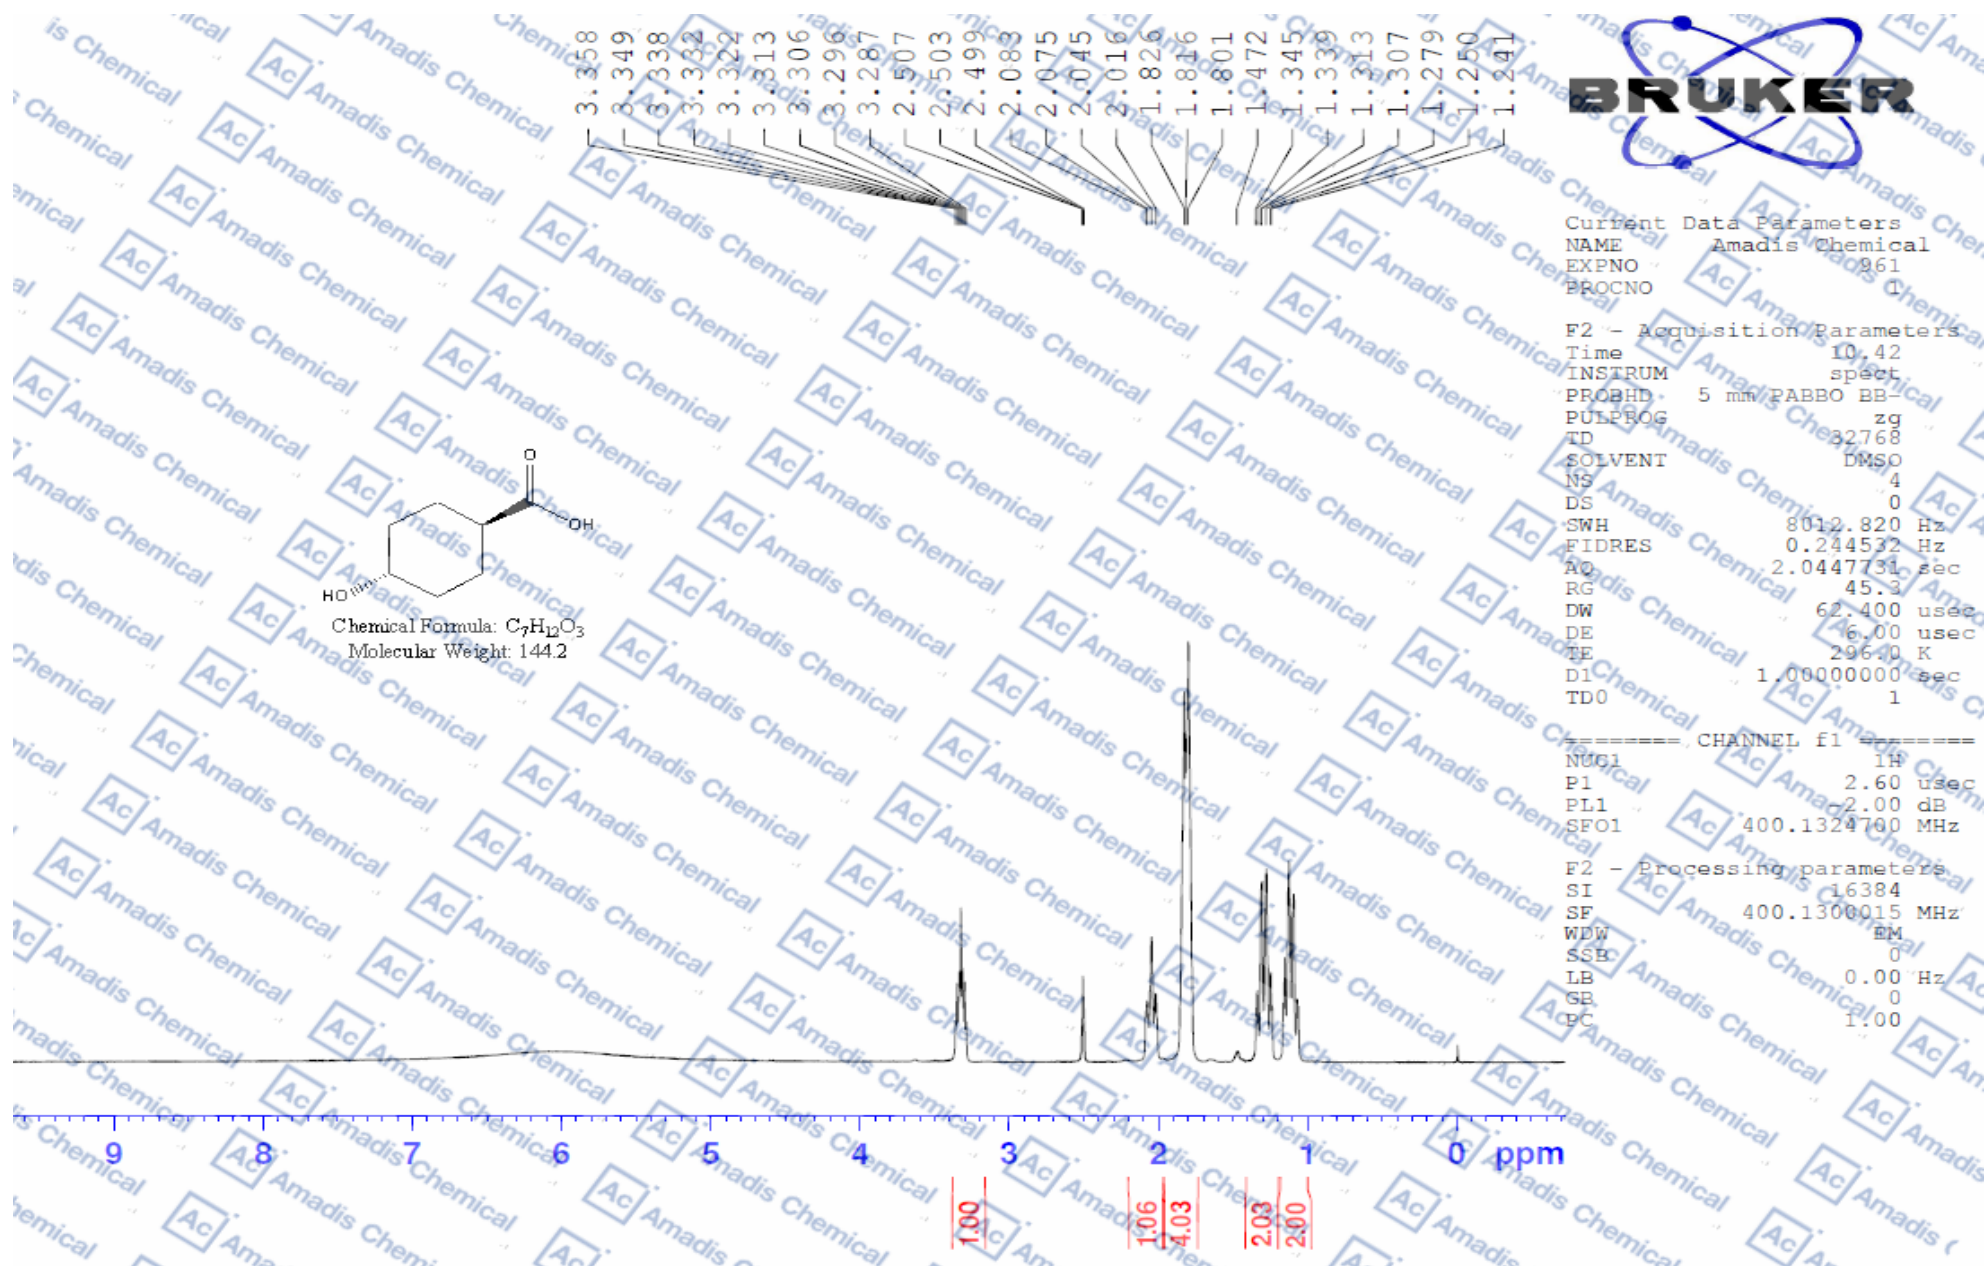 3.358
3.349
3.338
3.332
3.322
3.313
3.306
3.296
3.287
2.507
2.503
2.499
2.083
2.075
2.045
2.016
1.826
1.816
1.801
1.472
1.345
1.339
1.313
1.307
1.279
1.250
1.241
BRUKER
Current Data Parameters
NAME Amadis Chemical
EXPNO 961
PROCNO 1
F2 - Acquisition Parameters
Time 10.42
INSTRUM spect
PROBHD 5 mm PABBO BB-
PULPROG zg
TD 32768
SOLVENT DMSO
NS 4
DS 0
SWH 8012.820 Hz
FIDRES 0.244532 Hz
AQ 2.0447731 sec
RG 45.3
DW 62.400 usec
DE 6.00 usec
TE 296.0 K
D1 1.00000000 sec
TD0 1
======== CHANNEL f1 ========
NUC1 1H
P1 2.60 usec
PL1 -2.00 dB
SFO1 400.1324700 MHz
F2 - Processing parameters
SI 16384
SF 400.1300015 MHz
WDW EM
SSB 0
LB 0.00 Hz
GB 0
PC 1.00
O
OH
HO
Chemical Formula: C7H12O3
Molecular Weight: 144.2
9 8 7 6 5 4 3 2 1 0 ppm
1.00
1.06
4.03
2.03
2.00
Ac Amadis Chemical